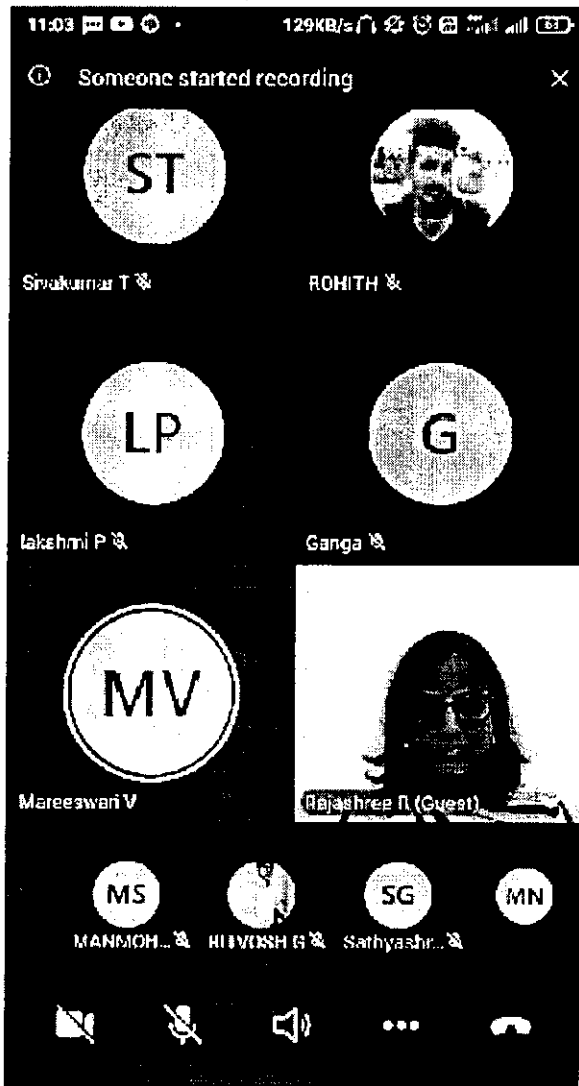 11:03 129KB/s 63
Someone started recording
ST
Sivakumar T ROHITH
LP G
lakshmi P Ganga
MV
Mareeswari V Rajashree R (Guest)
MS SG MN
MANMOH... G Sathyashr...